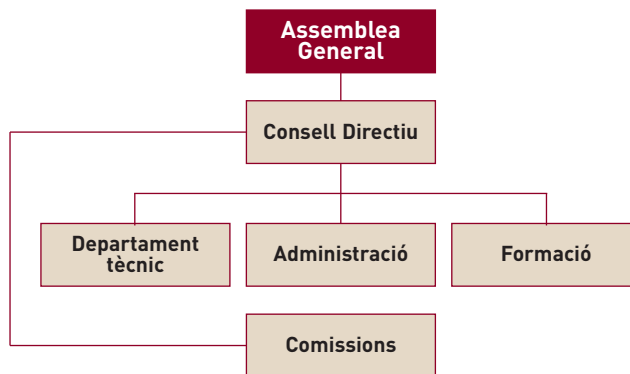 Assemblea
General
Consell Directiu
Departament
tècnic
Administració
Formació
Comissions